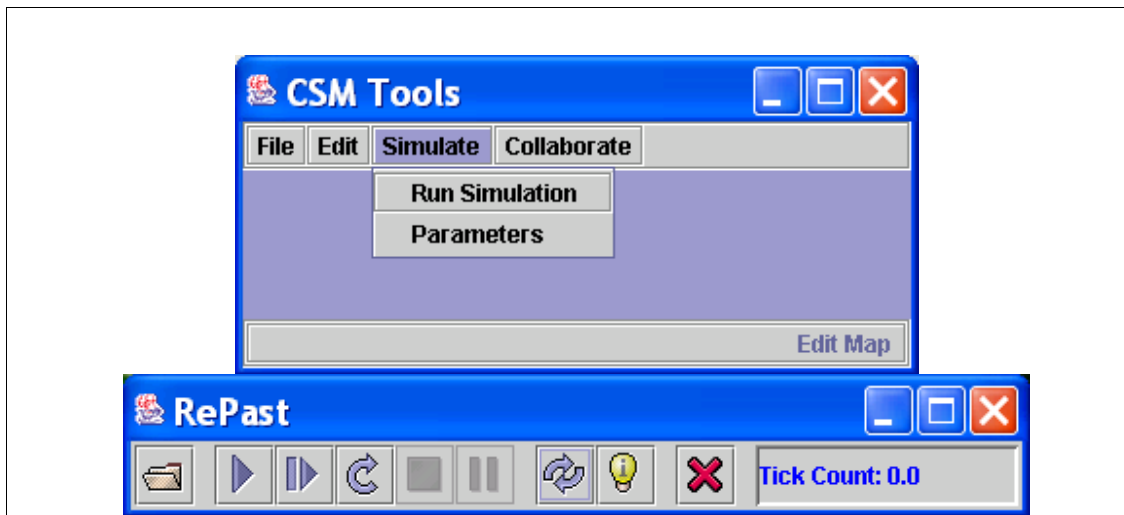 CSM Tools
File Edit Simulate Collaborate
Run Simulation
Parameters
Edit Map
RePast
Tick Count: 0.0